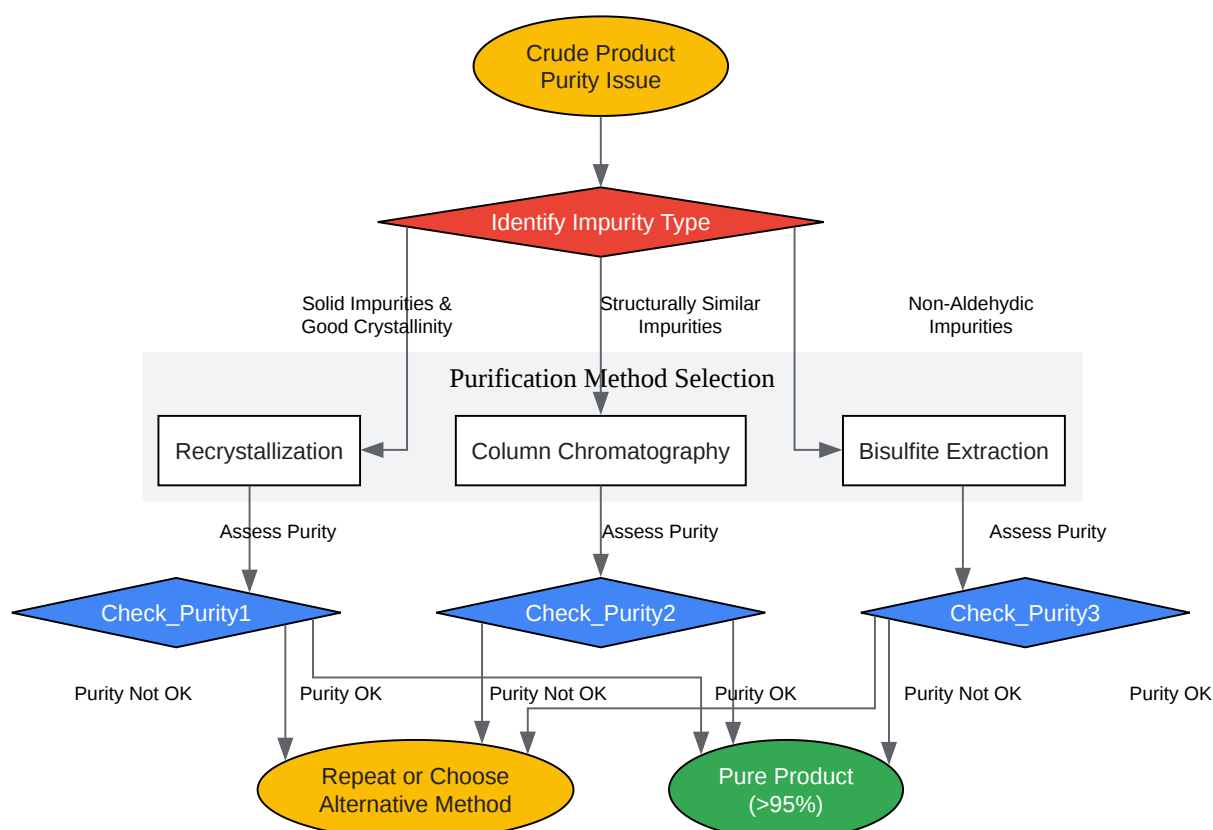 Crude Product
Purity Issue
Identify Impurity Type
Solid Impurities &
Good Crystallinity
Structurally Similar
Impurities
Non-Aldehydic
Impurities
Purification Method Selection
Recrystallization
Column Chromatography
Bisulfite Extraction
Assess Purity
Assess Purity
Assess Purity
Check_Purity1
Check_Purity2
Check_Purity3
Purity Not OK
Purity OK
Purity Not OK
Purity OK
Purity Not OK
Purity OK
Repeat or Choose
Alternative Method
Pure Product
(>95%)